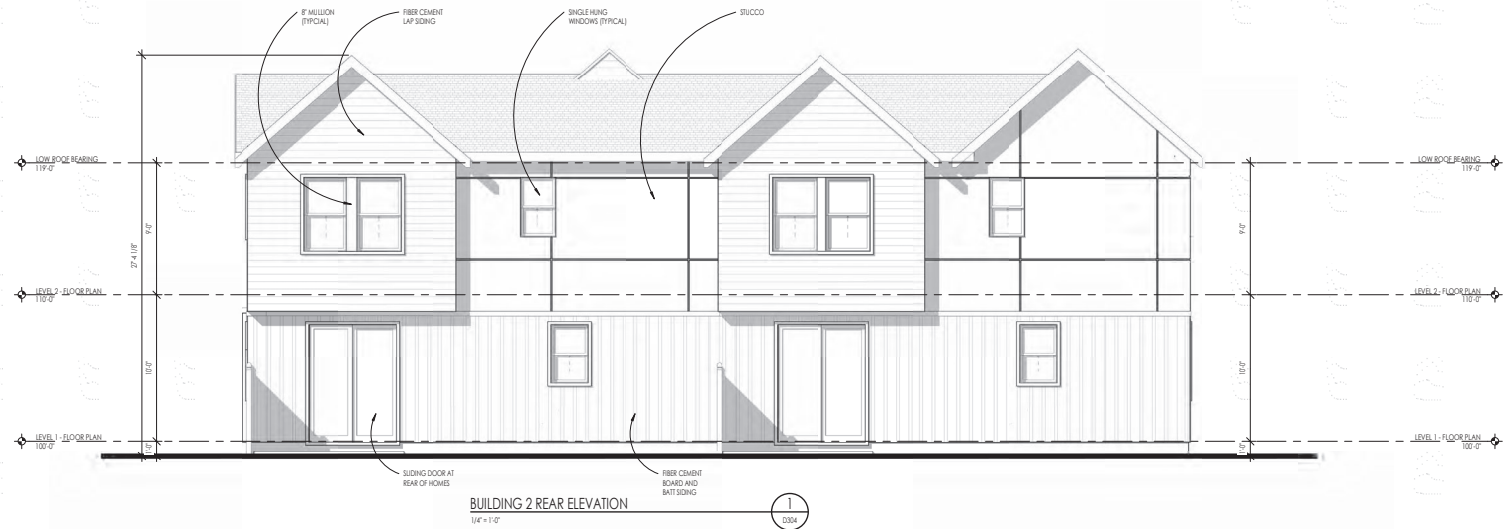 8" MULLION
(TYPCIAL)
FIBER CEMENT
LAP SIDING
SINGLE HUNG
WINDOWS (TYPICAL)
STUCCO
LOW ROOF BEARING
119'-0"
LOW ROOF BEARING
119'-0"
9'-0"
27' 4 1/8"
9'-0"
LEVEL 2 - FLOOR PLAN
110'-0"
LEVEL 2 - FLOOR PLAN
110'-0"
10'-0"
10'-0"
LEVEL 1 - FLOOR PLAN
100'-0"
LEVEL 1 - FLOOR PLAN
100'-0"
1'-0"
1'-0"
SLIDING DOOR AT
REAR OF HOMES
FIBER CEMENT
BOARD AND
BATT SIDING
BUILDING 2 REAR ELEVATION
1/4" = 1'-0"
1
D304